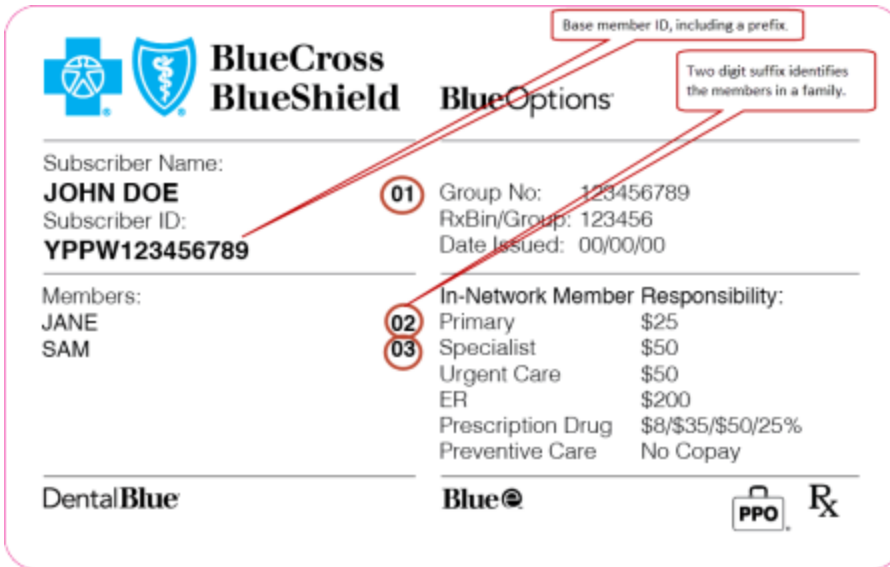 Base member ID, including a prefix.
Two digit suffix identifies
the members in a family.
BlueCross
BlueShield
BlueOptions
Subscriber Name:
JOHN DOE 01
Subscriber ID:
YPPW123456789
Group No: 123456789
RxBin/Group: 123456
Date Issued: 00/00/00
Members:
JANE 02
SAM 03
In-Network Member Responsibility:
Primary $25
Specialist $50
Urgent Care $50
ER $200
Prescription Drug $8/$35/$50/25%
Preventive Care No Copay
DentalBlue
Blue e
PPO
Rx